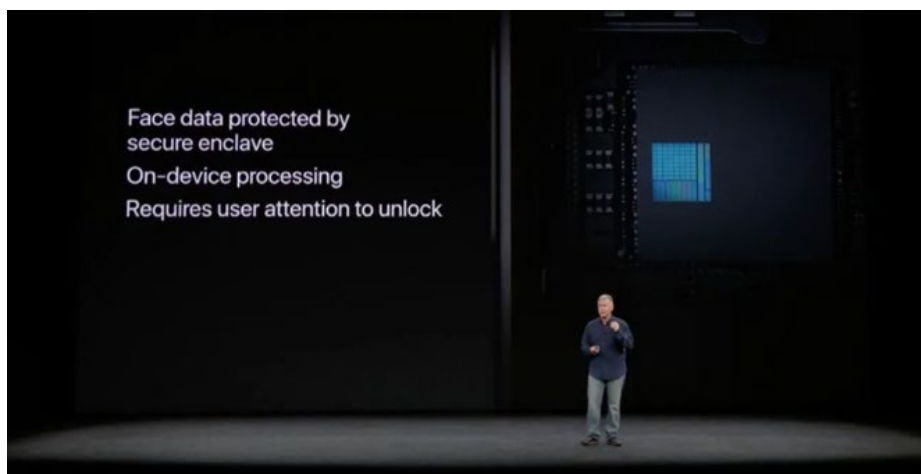 Face data protected by
secure enclave
On-device processing
Requires user attention to unlock